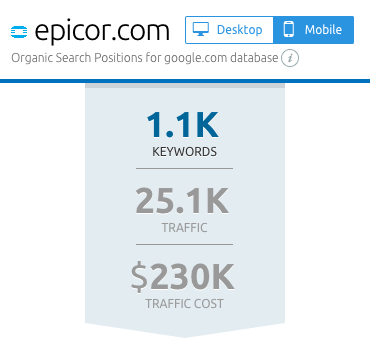 epicor.com
Desktop
Mobile
Organic Search Positions for google.com database i
1.1K
KEYWORDS
25.1K
TRAFFIC
$230K
TRAFFIC COST